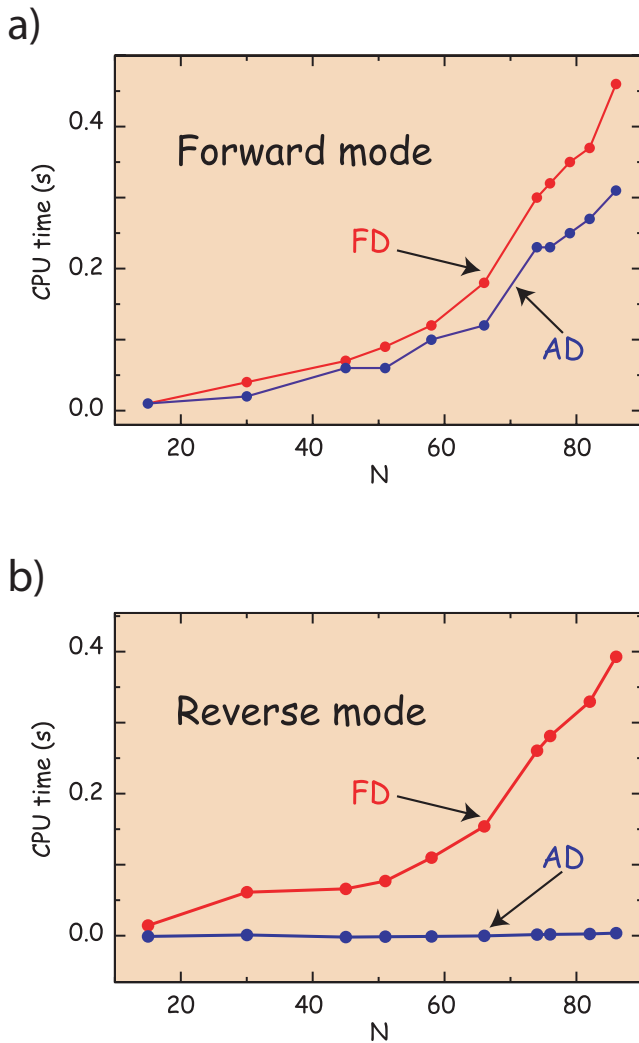 a)
0.4
0.2
0.0
CPU time (s)
Forward mode
FD
AD
20 40 60 80
N
b)
0.4
0.2
0.0
CPU time (s)
Reverse mode
FD
AD
20 40 60 80
N